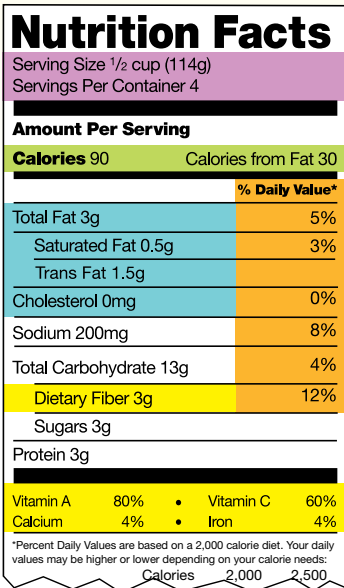 Nutrition Facts
Serving Size 1/2 cup (114g)
Servings Per Container 4
Amount Per Serving
Calories 90 Calories from Fat 30
% Daily Value*
Total Fat 3g 5%
Saturated Fat 0.5g 3%
Trans Fat 1.5g
Cholesterol 0mg 0%
Sodium 200mg 8%
Total Carbohydrate 13g 4%
Dietary Fiber 3g 12%
Sugars 3g
Protein 3g
Vitamin A 80% • Vitamin C 60%
Calcium 4% • Iron 4%
*Percent Daily Values are based on a 2,000 calorie diet. Your daily
values may be higher or lower depending on your calorie needs:
Calories 2,000 2,500